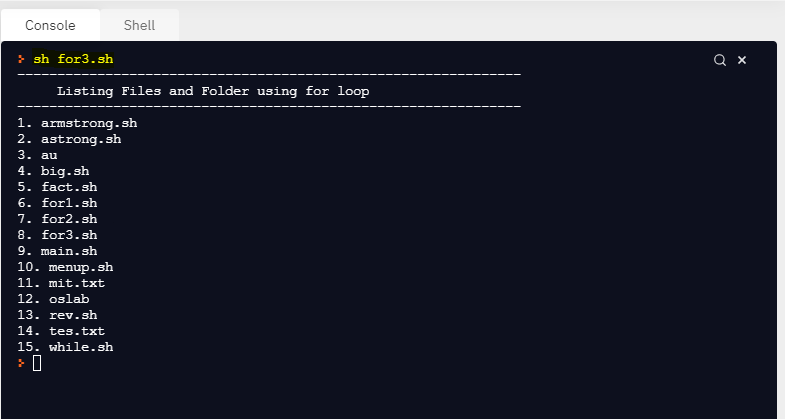 Console Shell
sh for3.sh
---------------------------------------------------------------
Listing Files and Folder using for loop
---------------------------------------------------------------
1. armstrong.sh
2. astrong.sh
3. au
4. big.sh
5. fact.sh
6. for1.sh
7. for2.sh
8. for3.sh
9. main.sh
10. menup.sh
11. mit.txt
12. oslab
13. rev.sh
14. tes.txt
15. while.sh